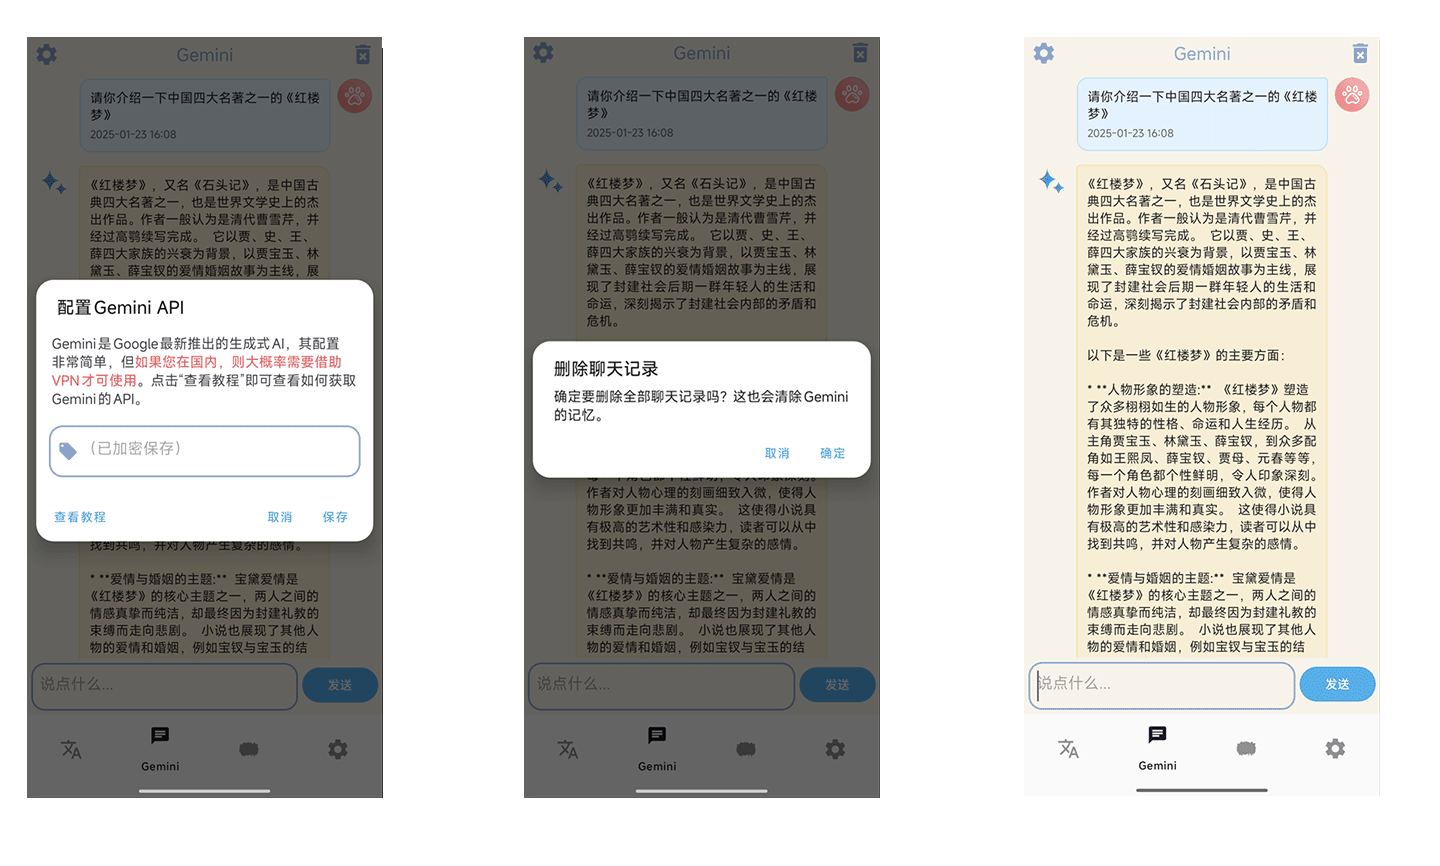 Gemini
请你介绍一下中国四大名著之一的《红楼
梦》
2025-01-23 16:08
《红楼梦》，又名《石头记》，是中国古
典四大名著之一，也是世界文学史上的杰
出作品。作者一般认为是清代曹雪芹，并
经过高鹗续写完成。 它以贾、史、王、
薛四大家族的兴衰为背景，以贾宝玉、林
黛玉、薛宝钗的爱情婚姻故事为主线，展
配置Gemini API
Gemini是Google最新推出的生成式AI，其配置
非常简单，但如果您在国内，则大概率需要借助
VPN才可使用。点击“查看教程”即可查看如何获取
Gemini的API。
（已加密保存）
查看教程 取消 保存
找到共鸣，并对人物产生复杂的感情。
* **爱情与婚姻的主题:** 宝黛爱情是
《红楼梦》的核心主题之一，两人之间的
情感真挚而纯洁，却最终因为封建礼教的
束缚而走向悲剧。 小说也展现了其他人
物的爱情和婚姻，例如宝钗与宝玉的结
说点什么... 发送
Gemini
Gemini
请你介绍一下中国四大名著之一的《红楼
梦》
2025-01-23 16:08
《红楼梦》，又名《石头记》，是中国古
典四大名著之一，也是世界文学史上的杰
出作品。作者一般认为是清代曹雪芹，并
经过高鹗续写完成。 它以贾、史、王、
薛四大家族的兴衰为背景，以贾宝玉、林
黛玉、薛宝钗的爱情婚姻故事为主线，展
现了封建社会后期一群年轻人的生活和
命运，深刻揭示了封建社会内部的矛盾和
危机。
删除聊天记录
确定要删除全部聊天记录吗？这也会清除Gemini
的记忆。
取消 确定
每一个角色都个性鲜明，令人印象深刻。
作者对人物心理的刻画细致入微，使得人
物形象更加丰满和真实。 这使得小说具
有极高的艺术性和感染力，读者可以从中
找到共鸣，并对人物产生复杂的感情。
* **爱情与婚姻的主题:** 宝黛爱情是
《红楼梦》的核心主题之一，两人之间的
情感真挚而纯洁，却最终因为封建礼教的
束缚而走向悲剧。 小说也展现了其他人
物的爱情和婚姻，例如宝钗与宝玉的结
说点什么... 发送
Gemini
Gemini
请你介绍一下中国四大名著之一的《红楼
梦》
2025-01-23 16:08
《红楼梦》，又名《石头记》，是中国古
典四大名著之一，也是世界文学史上的杰
出作品。作者一般认为是清代曹雪芹，并
经过高鹗续写完成。 它以贾、史、王、
薛四大家族的兴衰为背景，以贾宝玉、林
黛玉、薛宝钗的爱情婚姻故事为主线，展
现了封建社会后期一群年轻人的生活和
命运，深刻揭示了封建社会内部的矛盾和
危机。
以下是一些《红楼梦》的主要方面：
* **人物形象的塑造:** 《红楼梦》塑造
了众多栩栩如生的人物形象，每个人物都
有其独特的性格、命运和人生经历。 从
主角贾宝玉、林黛玉、薛宝钗，到众多配
角如王熙凤、薛宝钗、贾母、元春等等，
每一个角色都个性鲜明，令人印象深刻。
作者对人物心理的刻画细致入微，使得人
物形象更加丰满和真实。 这使得小说具
有极高的艺术性和感染力，读者可以从中
找到共鸣，并对人物产生复杂的感情。
* **爱情与婚姻的主题:** 宝黛爱情是
《红楼梦》的核心主题之一，两人之间的
情感真挚而纯洁，却最终因为封建礼教的
束缚而走向悲剧。 小说也展现了其他人
物的爱情和婚姻，例如宝钗与宝玉的结
说点什么... 发送
Gemini